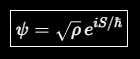 ψ = √ρ e^{iS/ħ}